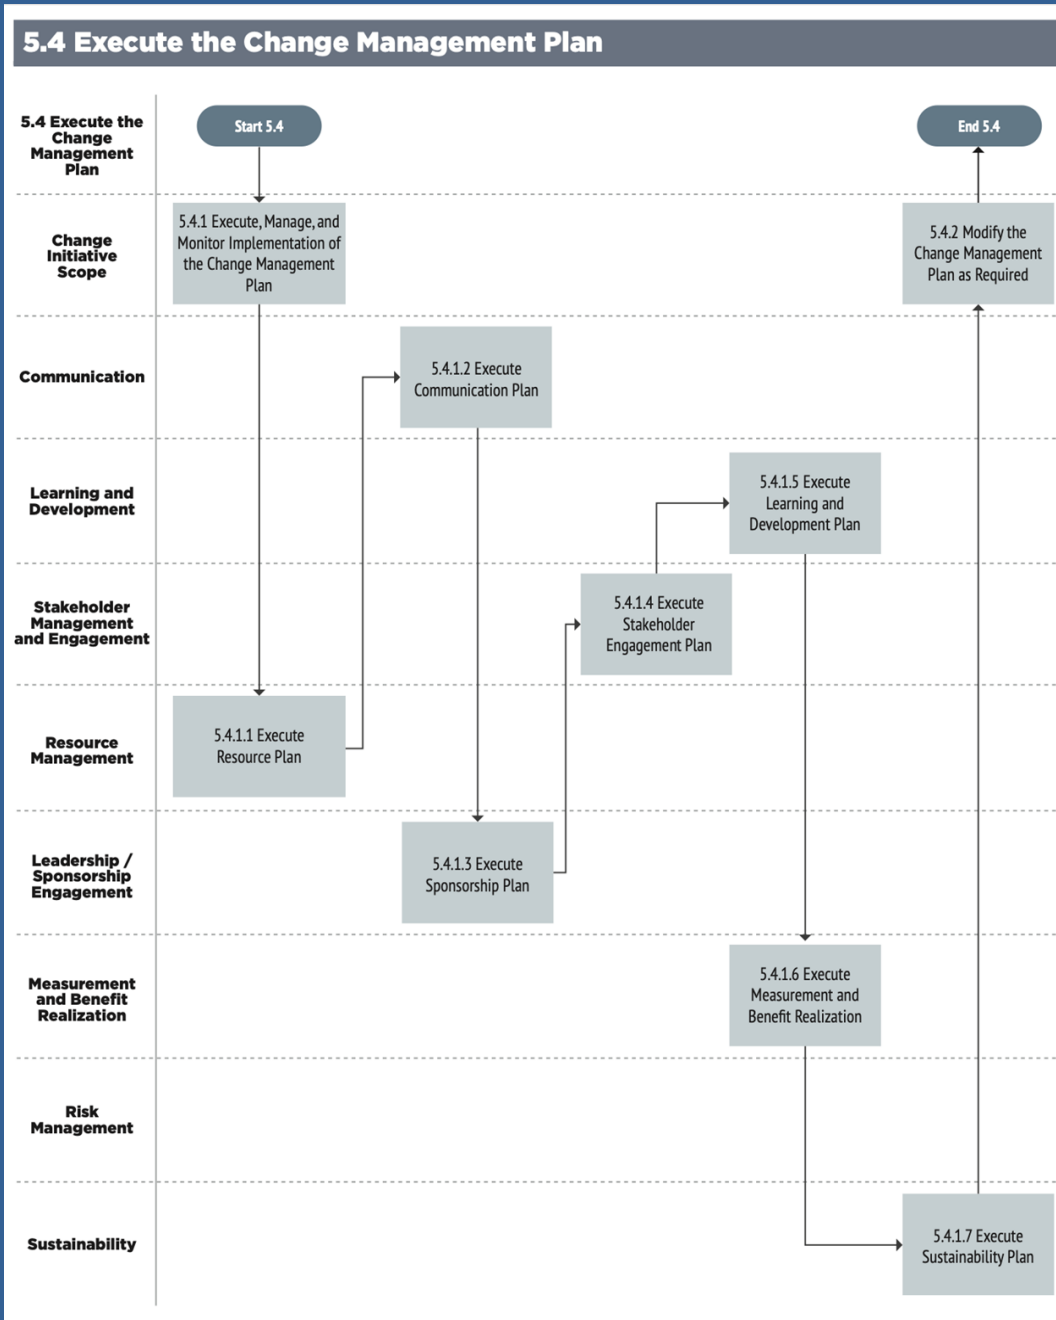 5.4 Execute the Change Management Plan
5.4 Execute the
Change
Management
Plan
Start 5.4
End 5.4
Change
Initiative
Scope
5.4.1 Execute, Manage, and
Monitor Implementation of
the Change Management
Plan
5.4.2 Modify the
Change Management
Plan as Required
Communication
5.4.1.2 Execute
Communication Plan
Learning and
Development
5.4.1.5 Execute
Learning and
Development Plan
Stakeholder
Management
and Engagement
5.4.1.4 Execute
Stakeholder
Engagement Plan
Resource
Management
5.4.1.1 Execute
Resource Plan
Leadership /
Sponsorship
Engagement
5.4.1.3 Execute
Sponsorship Plan
Measurement
and Benefit
Realization
5.4.1.6 Execute
Measurement and
Benefit Realization
Risk
Management
Sustainability
5.4.1.7 Execute
Sustainability Plan